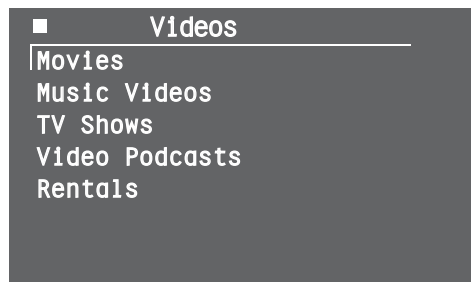 Videos
Movies
Music Videos
TV Shows
Video Podcasts
Rentals